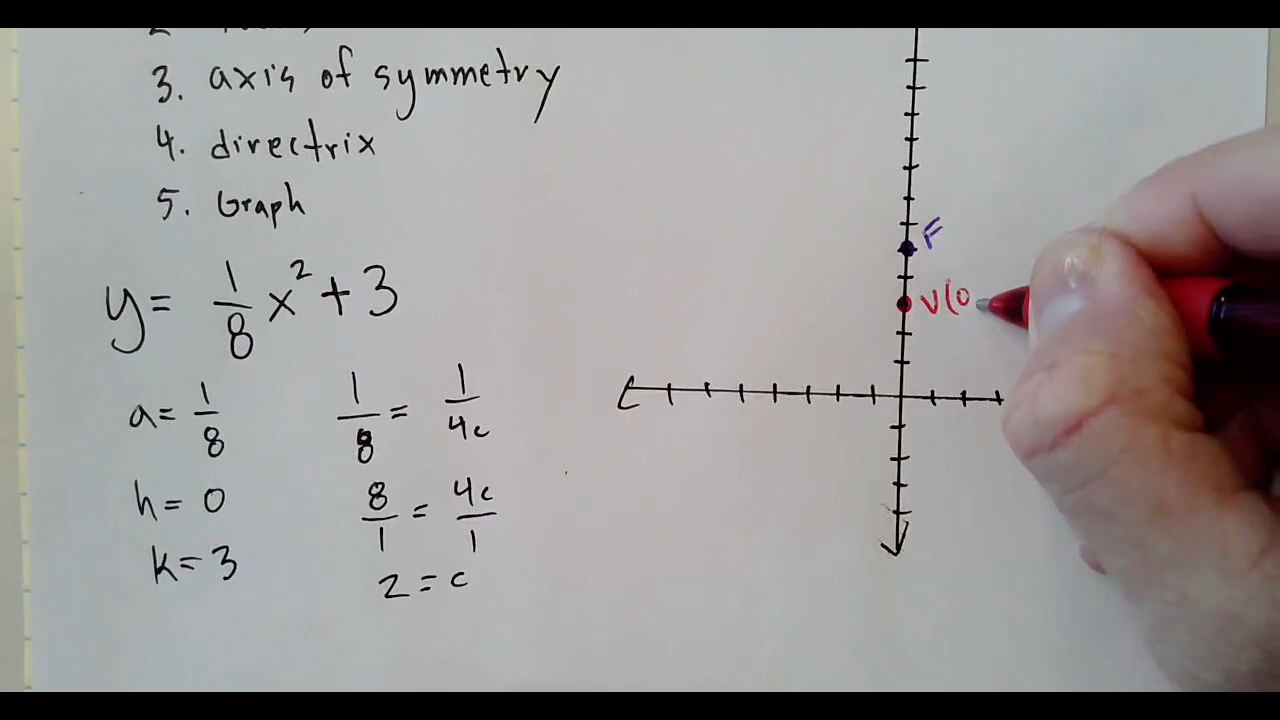 3. axis of symmetry
4. directrix
5. Graph
y = 1/8 x² + 3
a = 1/8
h = 0
k = 3
1/8 = 1/4c
8/1 = 4c/1
2 = c
F
V(0